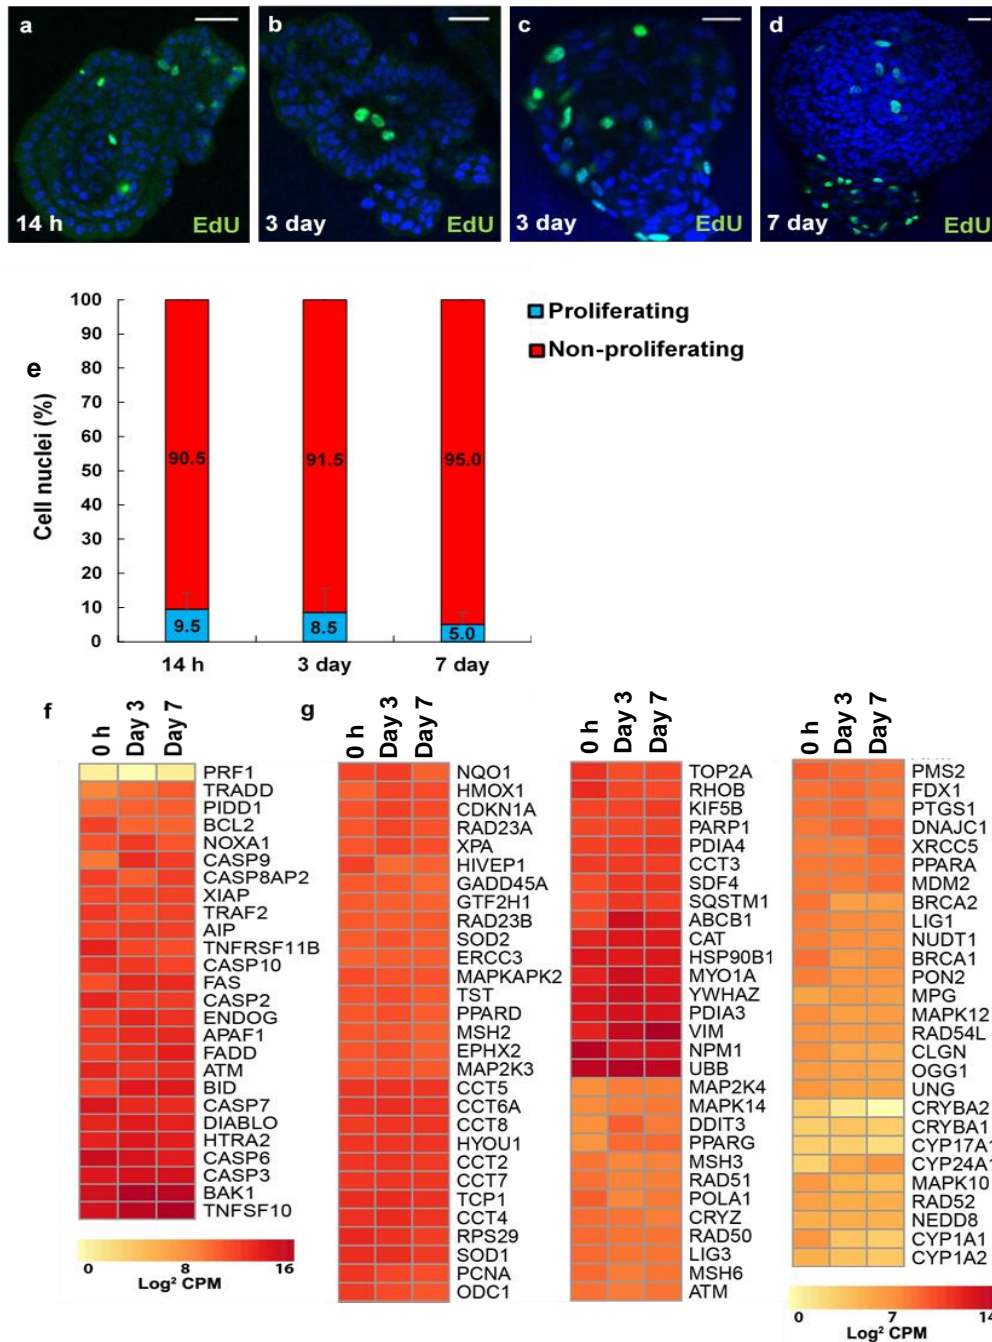 a
14 h
EdU
b
3 day
EdU
c
3 day
EdU
d
7 day
EdU
e
Cell nuclei (%)
100
90
80
70
60
50
40
30
20
10
0
90.5
91.5
95.0
9.5
8.5
5.0
14 h
3 day
7 day
Proliferating
Non-proliferating
f
0 h
Day 3
Day 7
PRF1
TRADD
PIDD1
BCL2
NOXA1
CASP9
CASP8AP2
XIAP
TRAF2
AIP
TNFRSF11B
CASP10
FAS
CASP2
ENDOG
APAF1
FADD
ATM
BID
CASP7
DIABLO
HTRA2
CASP6
CASP3
BAK1
TNFSF10
0 8 16
Log² CPM
g
0 h
Day 3
Day 7
NQO1
HMOX1
CDKN1A
RAD23A
XPA
HIVEP1
GADD45A
GTF2H1
RAD23B
SOD2
ERCC3
MAPKAPK2
TST
PPARD
MSH2
EPHX2
MAP2K3
CCT5
CCT6A
CCT8
HYOU1
CCT2
CCT7
TCP1
CCT4
RPS29
SOD1
PCNA
ODC1
0 h
Day 3
Day 7
TOP2A
RHOB
KIF5B
PARP1
PDIA4
CCT3
SDF4
SQSTM1
ABCB1
CAT
HSP90B1
MYO1A
YWHAZ
PDIA3
VIM
NPM1
UBB
MAP2K4
MAPK14
DDIT3
PPARG
MSH3
RAD51
POLA1
CRYZ
RAD50
LIG3
MSH6
ATM
0 h
Day 3
Day 7
PMS2
FDX1
PTGS1
DNAJC1
XRCC5
PPARA
MDM2
BRCA2
LIG1
NUDT1
BRCA1
PON2
MPG
MAPK12
RAD54L
CLGN
OGG1
UNG
CRYBA2
CRYBA1
CYP17A1
CYP24A1
MAPK10
RAD52
NEDD8
CYP1A1
CYP1A2
0 7 14
Log² CPM